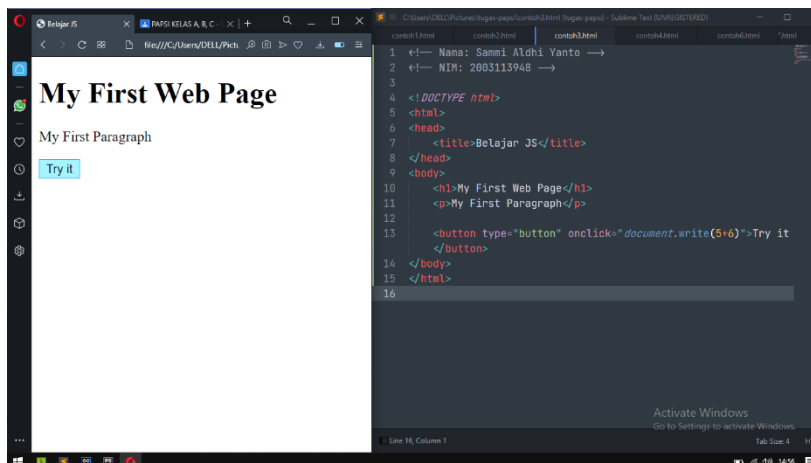 Belajar JS
PAPSI KELAS A, B, C -
file:///C:/Users/DELL/Pictu
My First Web Page
My First Paragraph
Try it
C:\Users\DELL\Pictures\tugas-papsi\contoh3.html (tugas-papsi) - Sublime Text (UNREGISTERED)
contoh1.html contoh2.html contoh3.html contoh4.html contoh6.html
1 <!-- Nama: Sammi Aldhi Yanto -->
2 <!-- NIM: 2003113948 -->
3
4 <!DOCTYPE html>
5 <html>
6 <head>
7 <title>Belajar JS</title>
8 </head>
9 <body>
10 <h1>My First Web Page</h1>
11 <p>My First Paragraph</p>
12
13 <button type="button" onclick="document.write(5+6)">Try it
</button>
14 </body>
15 </html>
16
Activate Windows
Go to Settings to activate Windows.
Line 16, Column 1
Tab Size: 4
14:56